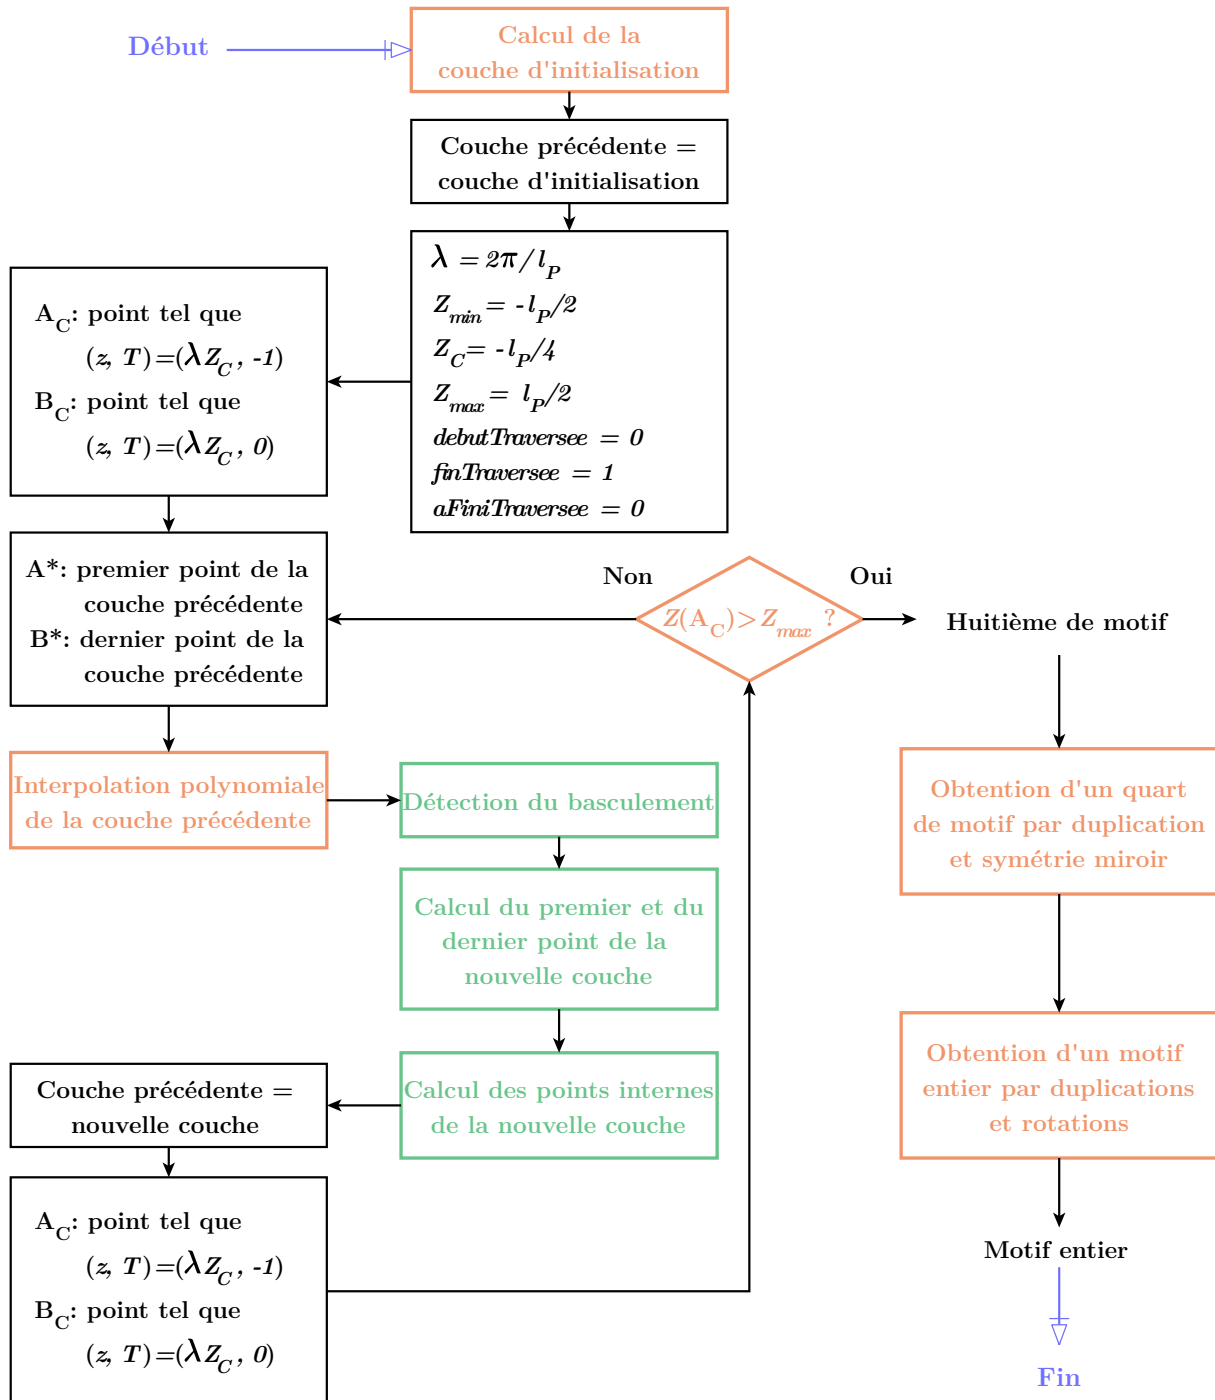 Début
Calcul de la
couche d'initialisation
Couche précédente =
couche d'initialisation
λ = 2π/l_P
Z_min = -l_P/2
Z_C = -l_P/4
Z_max = l_P/2
debutTraversee = 0
finTraversee = 1
aFiniTraversee = 0
A_C: point tel que
(z, T)=(λZ_C, -1)
B_C: point tel que
(z, T)=(λZ_C, 0)
A*: premier point de la
couche précédente
B*: dernier point de la
couche précédente
Non
Z(A_C)>Z_max ?
Oui
Huitième de motif
Interpolation polynomiale
de la couche précédente
Détection du basculement
Calcul du premier et du
dernier point de la
nouvelle couche
Calcul des points internes
de la nouvelle couche
Couche précédente =
nouvelle couche
A_C: point tel que
(z, T)=(λZ_C, -1)
B_C: point tel que
(z, T)=(λZ_C, 0)
Obtention d'un quart
de motif par duplication
et symétrie miroir
Obtention d'un motif
entier par duplications
et rotations
Motif entier
Fin